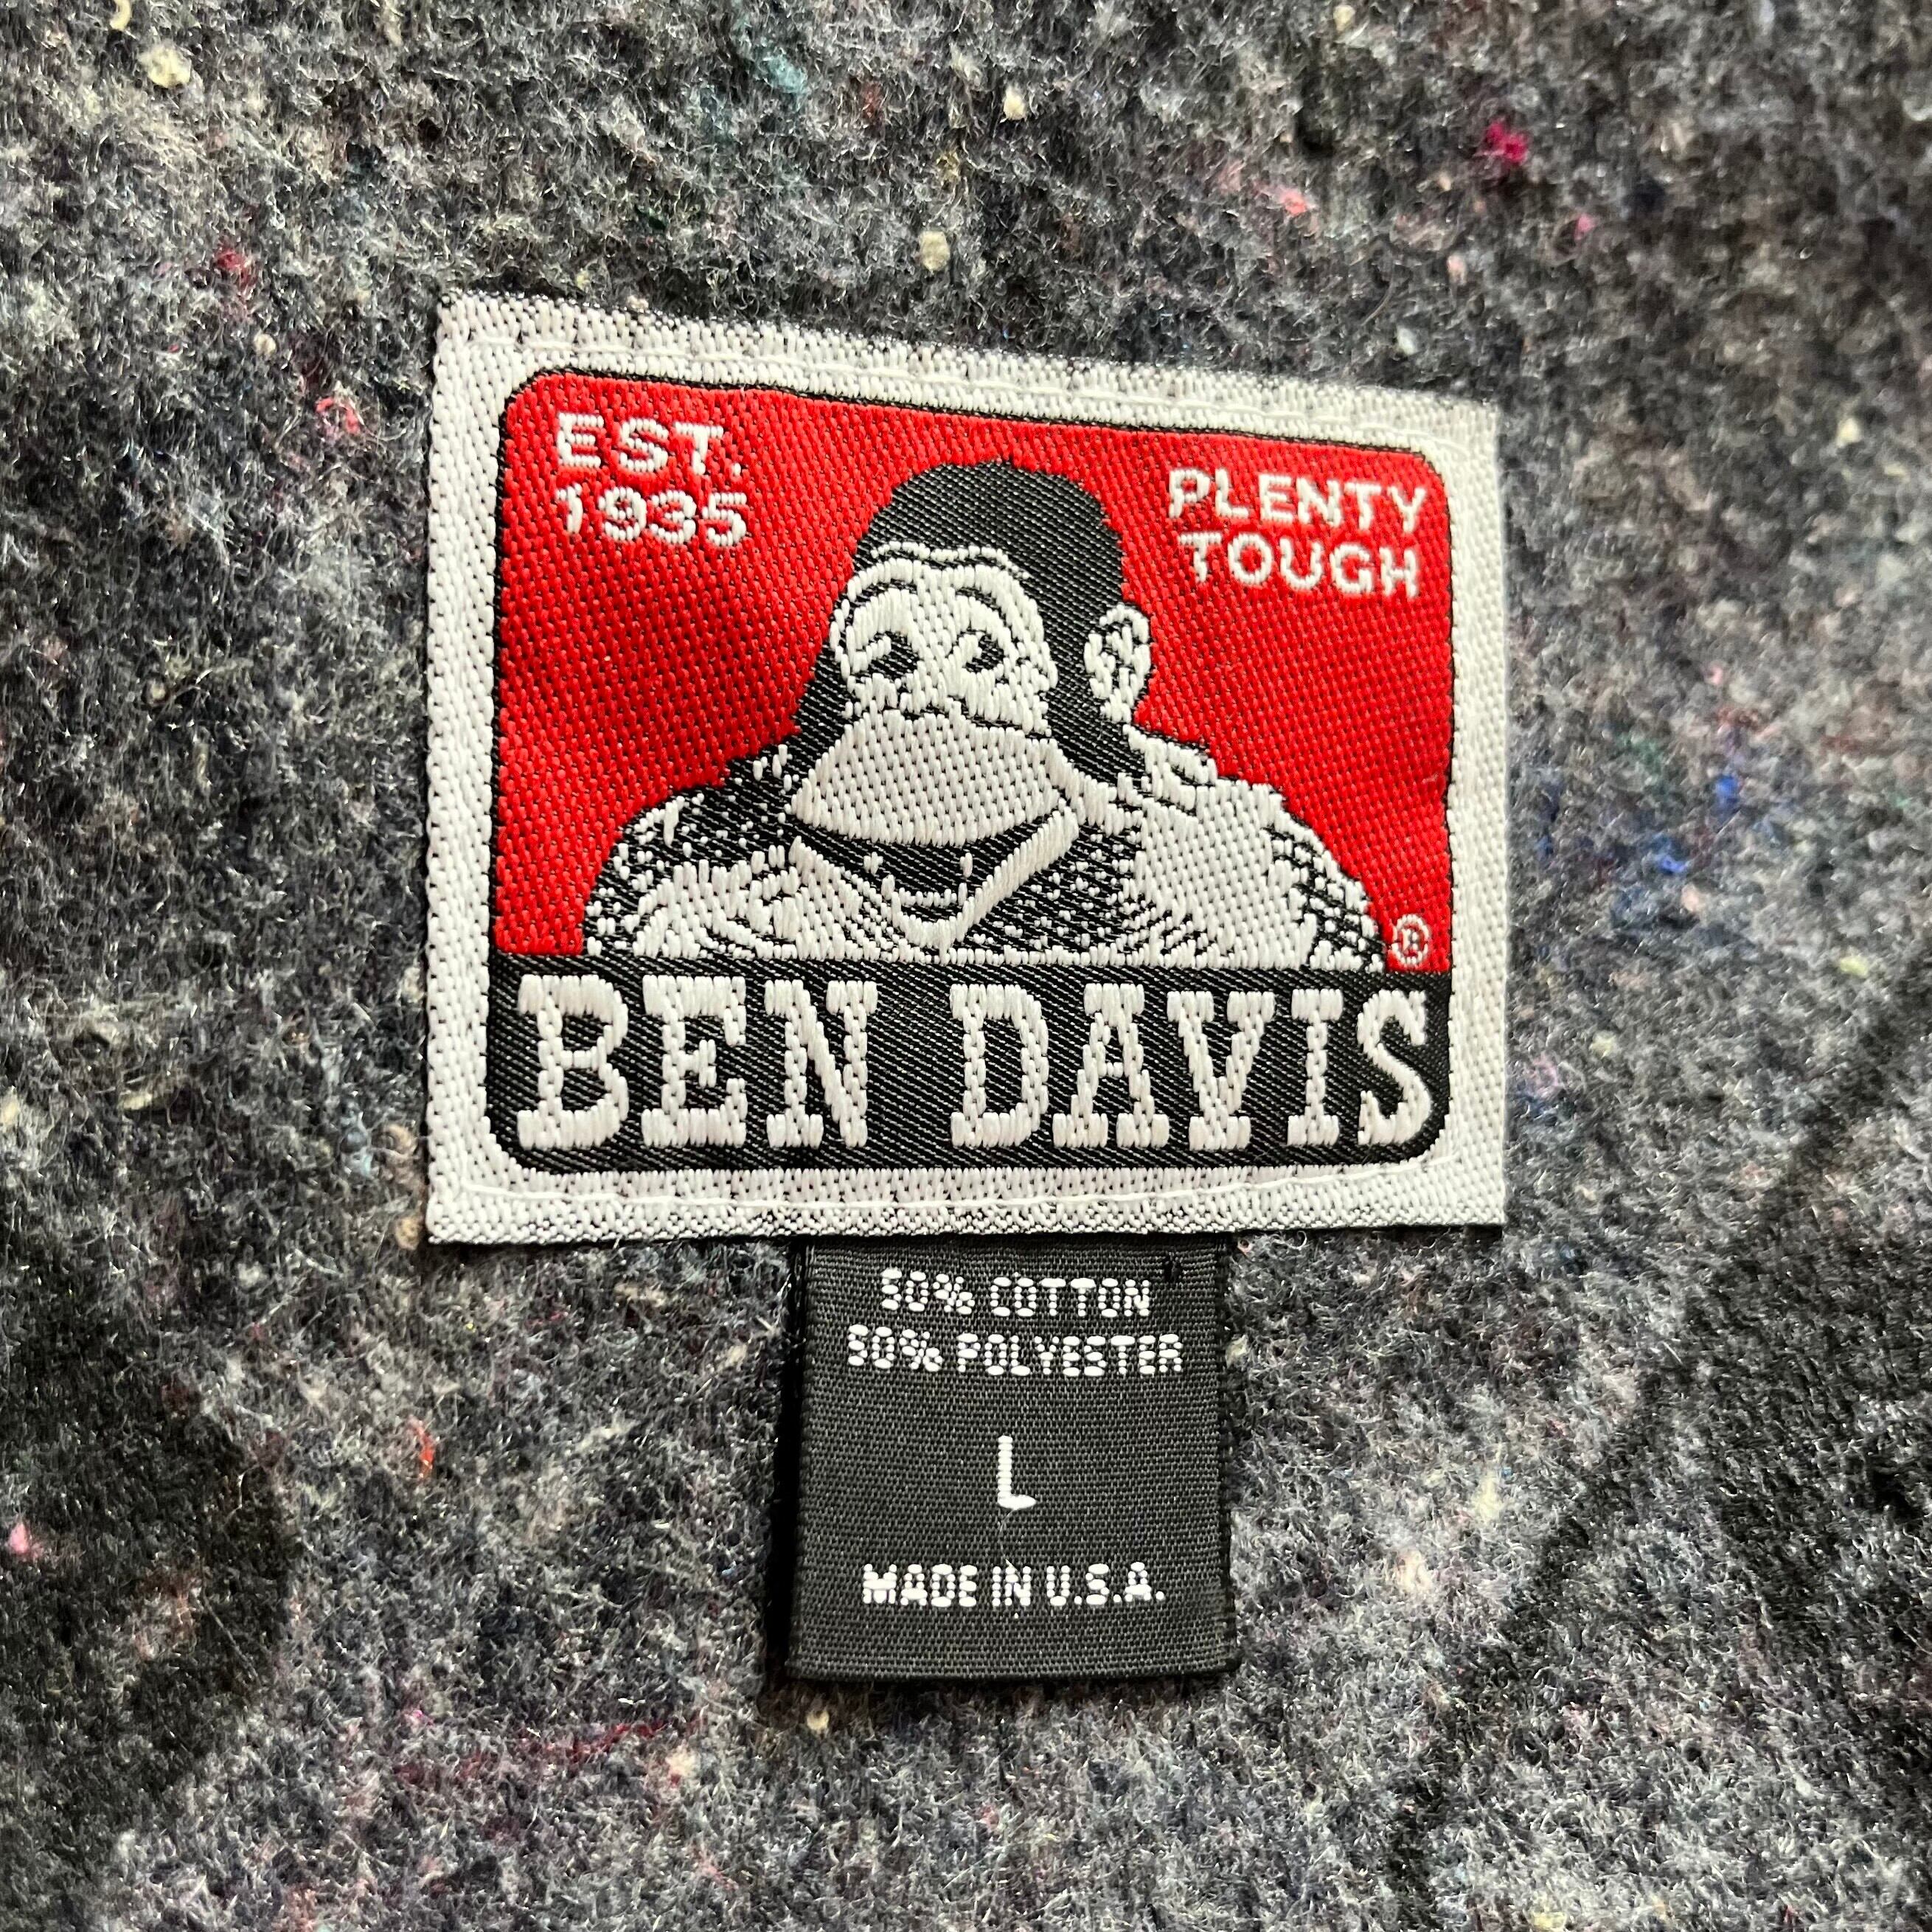 EST.
1935
PLENTY
TOUGH
®
BEN DAVIS
50% COTTON
50% POLYESTER
L
MADE IN U.S.A.